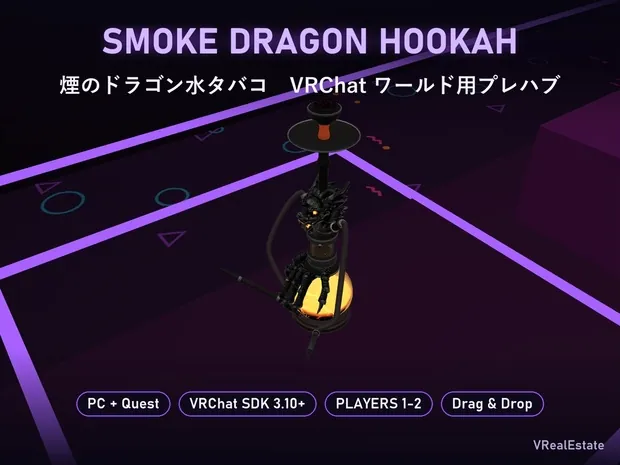 SMOKE DRAGON HOOKAH
煙のドラゴン水タバコ　VRChat ワールド用プレハブ
PC + Quest
VRChat SDK 3.10+
PLAYERS 1-2
Drag & Drop
VRealEstate